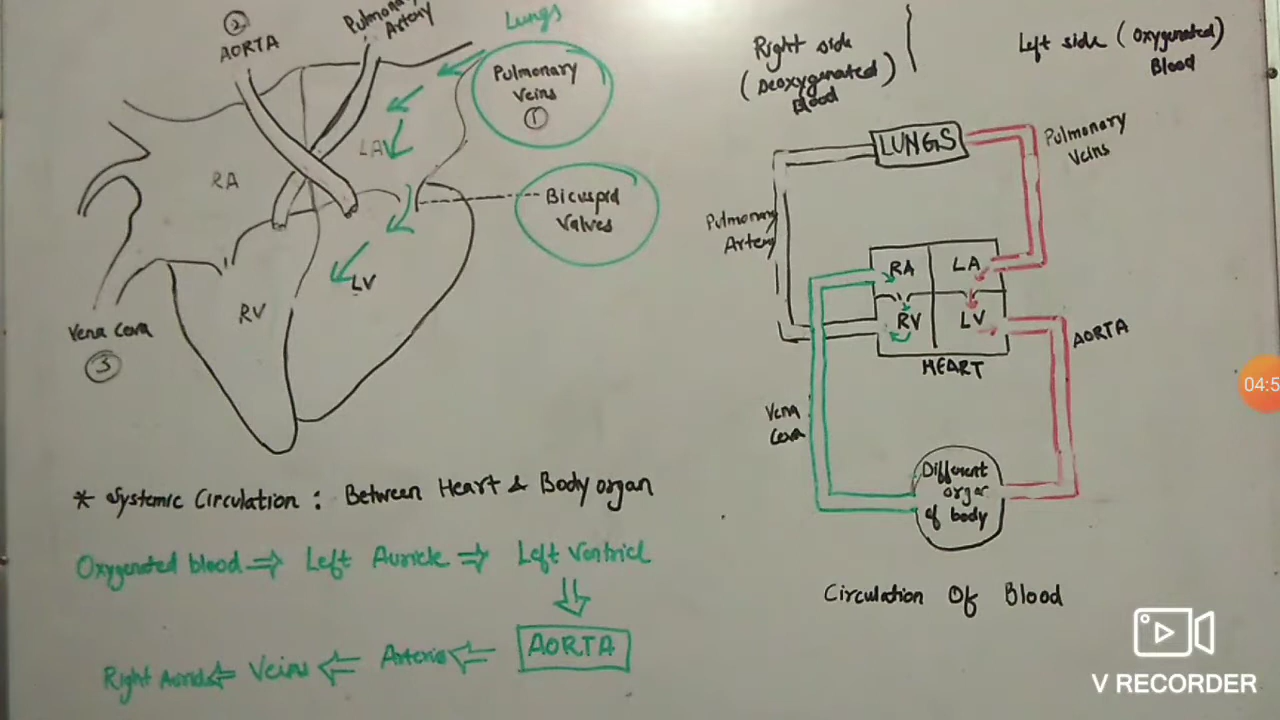 ②
AORTA
Pulmonary
Artery
Lungs
Pulmonary
Veins
①
LA
RA
Bicuspid
Valves
LV
RV
Vena Cava
③
* Systemic Circulation : Between Heart & Body organ
Oxygenated blood ⇒ Left Auricle ⇒ Left Ventricl
⇓
AORTA
Right Auricle ⇐ Veins ⇐ Arteries ⇐
Right side
(Deoxygenated)
Blood
Left side (Oxygenated)
Blood
LUNGS
Pulmonary
Veins
Pulmonary
Artery
RA
LA
RV
LV
HEART
AORTA
Vena
Cava
Different
organ
of body
Circulation Of Blood
04:5
V RECORDER